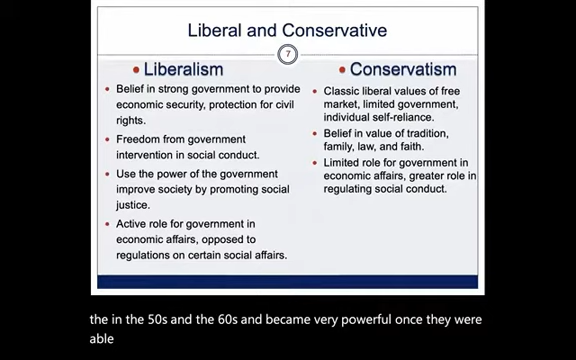 Liberal and Conservative
7
• Liberalism
• Belief in strong government to provide
economic security, protection for civil
rights.
• Freedom from government
intervention in social conduct.
• Use the power of the government
improve society by promoting social
justice.
• Active role for government in
economic affairs, opposed to
regulations on certain social affairs.
• Conservatism
• Classic liberal values of free
market, limited government,
individual self-reliance.
• Belief in value of tradition,
family, law, and faith.
• Limited role for government in
economic affairs, greater role in
regulating social conduct.
the in the 50s and the 60s and became very powerful once they were
able